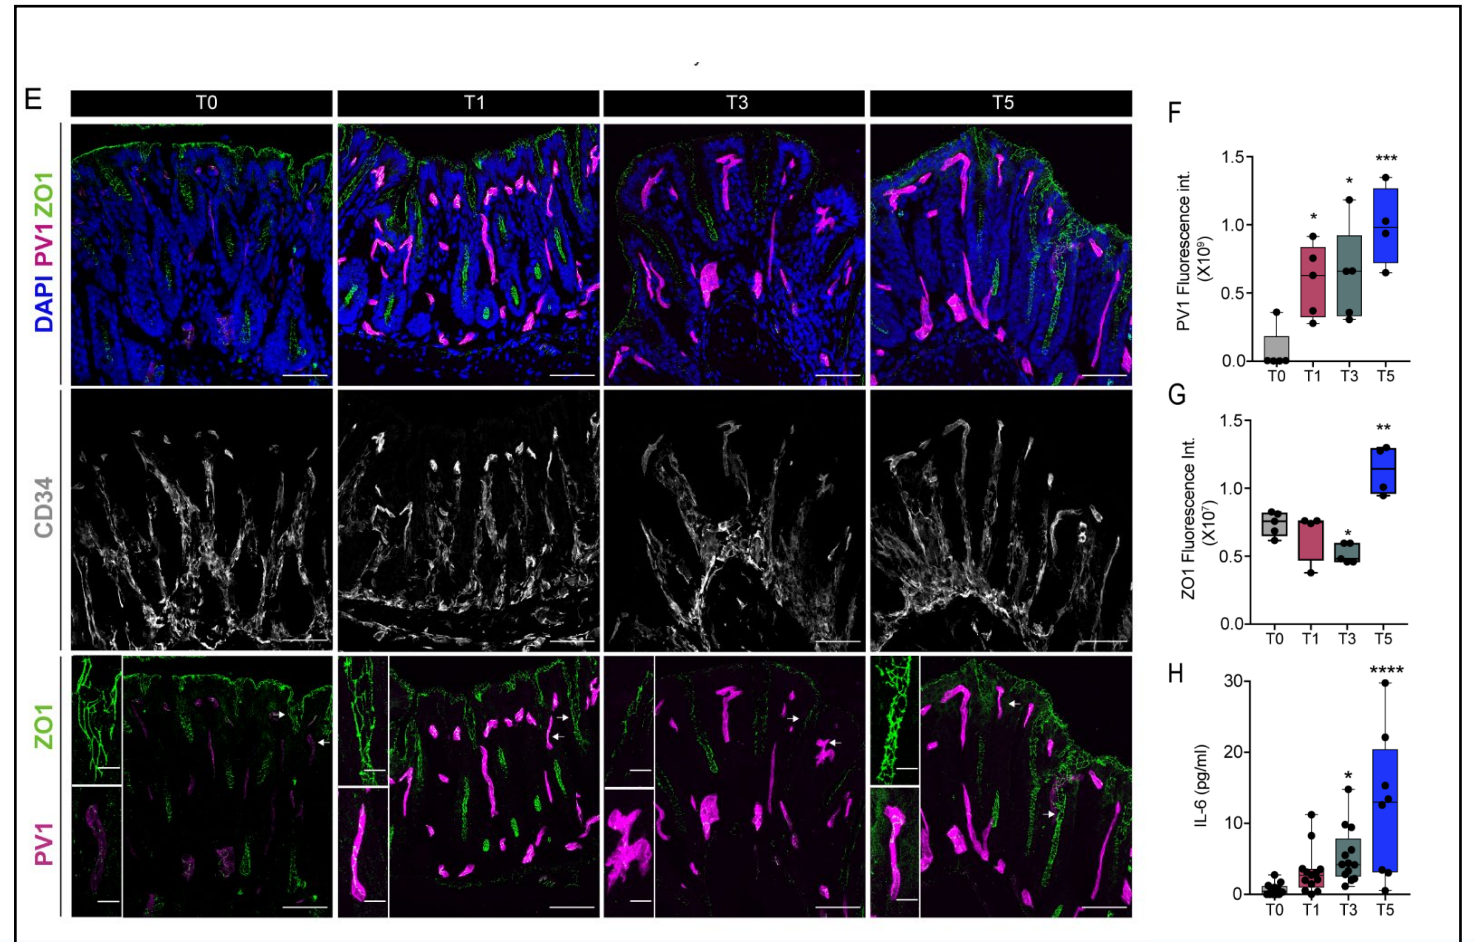 E
T0
T1
T3
T5
DAPI PV1 ZO1
CD34
ZO1
PV1
F
PV1 Fluorescence int.
(X10⁹)
1.5
1.0
0.5
0.0
*
*
***
T0
T1
T3
T5
G
ZO1 Fluorescence Int.
(X10⁷)
1.5
1.0
0.5
0.0
*
**
T0
T1
T3
T5
H
IL-6 (pg/ml)
30
20
10
0
*
****
T0
T1
T3
T5